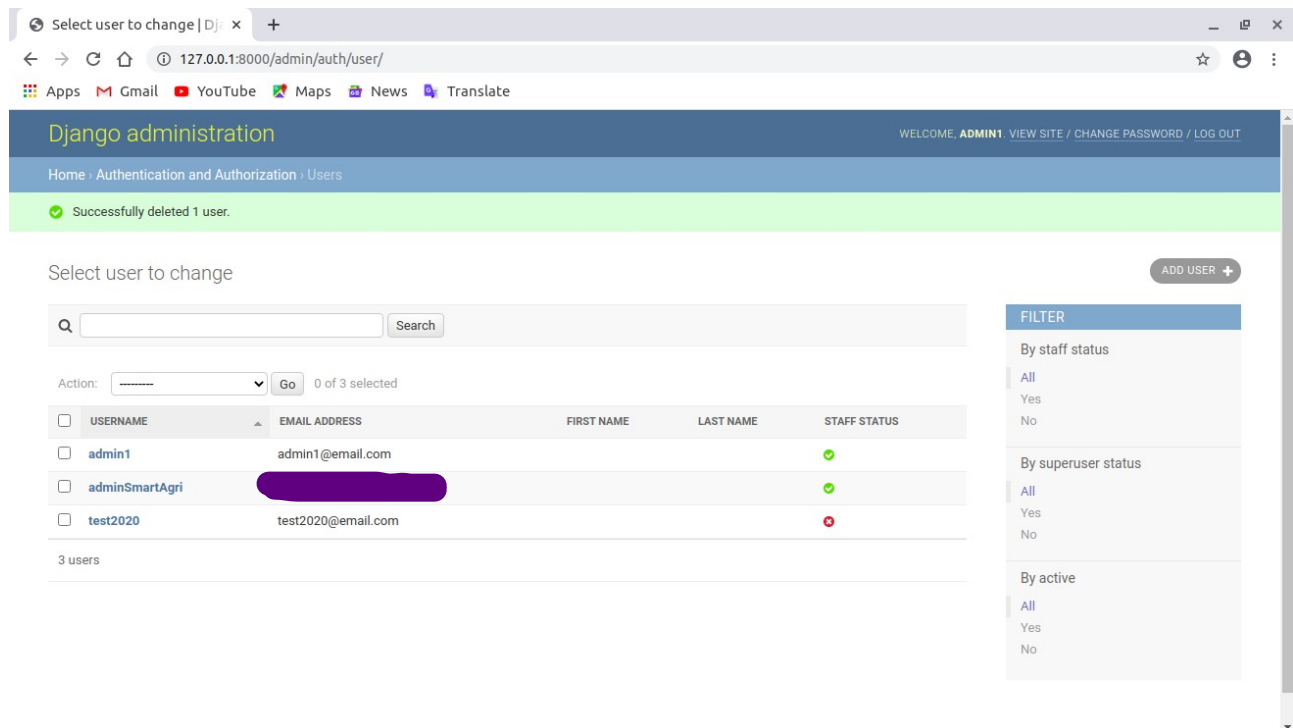 Select user to change | Dj
127.0.0.1:8000/admin/auth/user/
Apps Gmail YouTube Maps News Translate
Django administration
WELCOME, ADMIN1. VIEW SITE / CHANGE PASSWORD / LOG OUT
Home › Authentication and Authorization › Users
Successfully deleted 1 user.
Select user to change
ADD USER +
Search
Action: --------- Go 0 of 3 selected
USERNAME EMAIL ADDRESS FIRST NAME LAST NAME STAFF STATUS
admin1 admin1@email.com
adminSmartAgri
test2020 test2020@email.com
3 users
FILTER
By staff status
All
Yes
No
By superuser status
All
Yes
No
By active
All
Yes
No